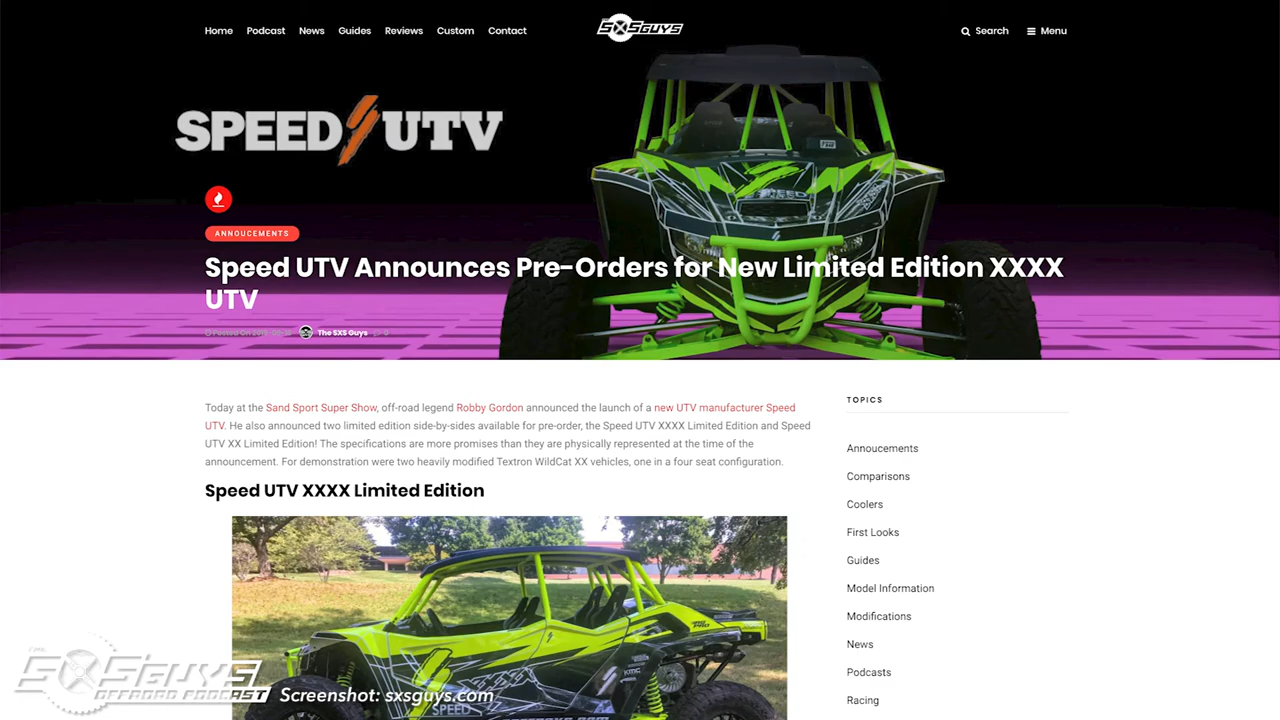 Home Podcast News Guides Reviews Custom Contact
SXSGUYS
Search Menu
SPEED UTV
ANNOUCEMENTS
Speed UTV Announces Pre-Orders for New Limited Edition XXXX
UTV
Posted On
The SXS Guys
Today at the Sand Sport Super Show, off-road legend Robby Gordon announced the launch of a new UTV manufacturer Speed
UTV. He also announced two limited edition side-by-sides available for pre-order, the Speed UTV XXXX Limited Edition and Speed
UTV XX Limited Edition! The specifications are more promises than they are physically represented at the time of the
announcement. For demonstration were two heavily modified Textron WildCat XX vehicles, one in a four seat configuration.
Speed UTV XXXX Limited Edition
SPEED
TOPICS
Annoucements
Comparisons
Coolers
First Looks
Guides
Model Information
Modifications
News
Podcasts
Racing
THE
SXSGUYS
OFFROAD PODCAST
Screenshot: sxsguys.com